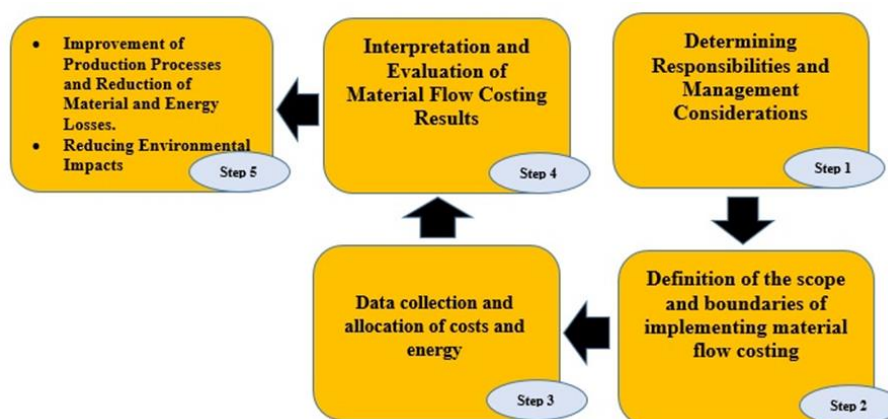 Determining
Responsibilities and
Management
Considerations
Step 1
Definition of the scope
and boundaries of
implementing material
flow costing
Step 2
Data collection and
allocation of costs and
energy
Step 3
Interpretation and
Evaluation of
Material Flow Costing
Results
Step 4
• Improvement of
Production Processes
and Reduction of
Material and Energy
Losses.
• Reducing Environmental
Impacts
Step 5